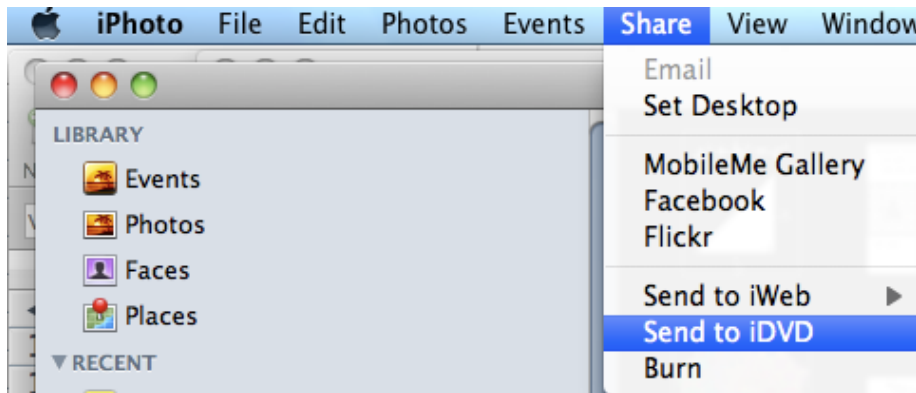 iPhoto File Edit Photos Events Share View Window
Email
Set Desktop
LIBRARY
Events
Photos
Faces
Places
RECENT
MobileMe Gallery
Facebook
Flickr
Send to iWeb
Send to iDVD
Burn